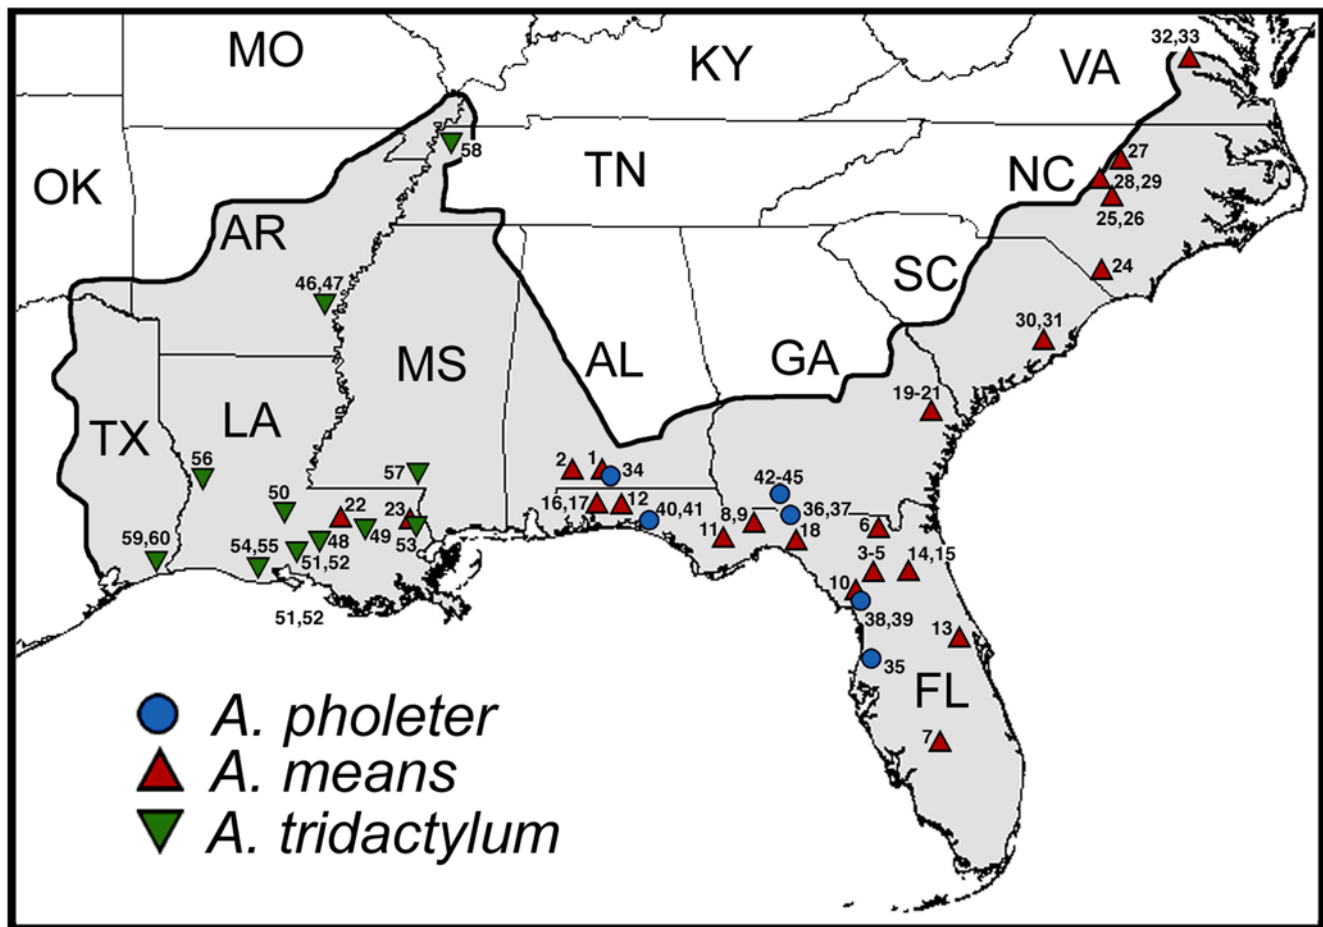 MO
KY
VA
32,33
OK
58
TN
NC
27
28,29
25,26
AR
46,47
SC
24
30,31
MS
AL
GA
19-21
TX
LA
56
57
2
1
34
42-45
50
22
23
16,17
12
40,41
8,9
36,37
11
18
6
59,60
54,55
48
49
53
51,52
3-5
14,15
10
51,52
38,39
13
35
FL
7
A. pholeter
A. means
A. tridactylum